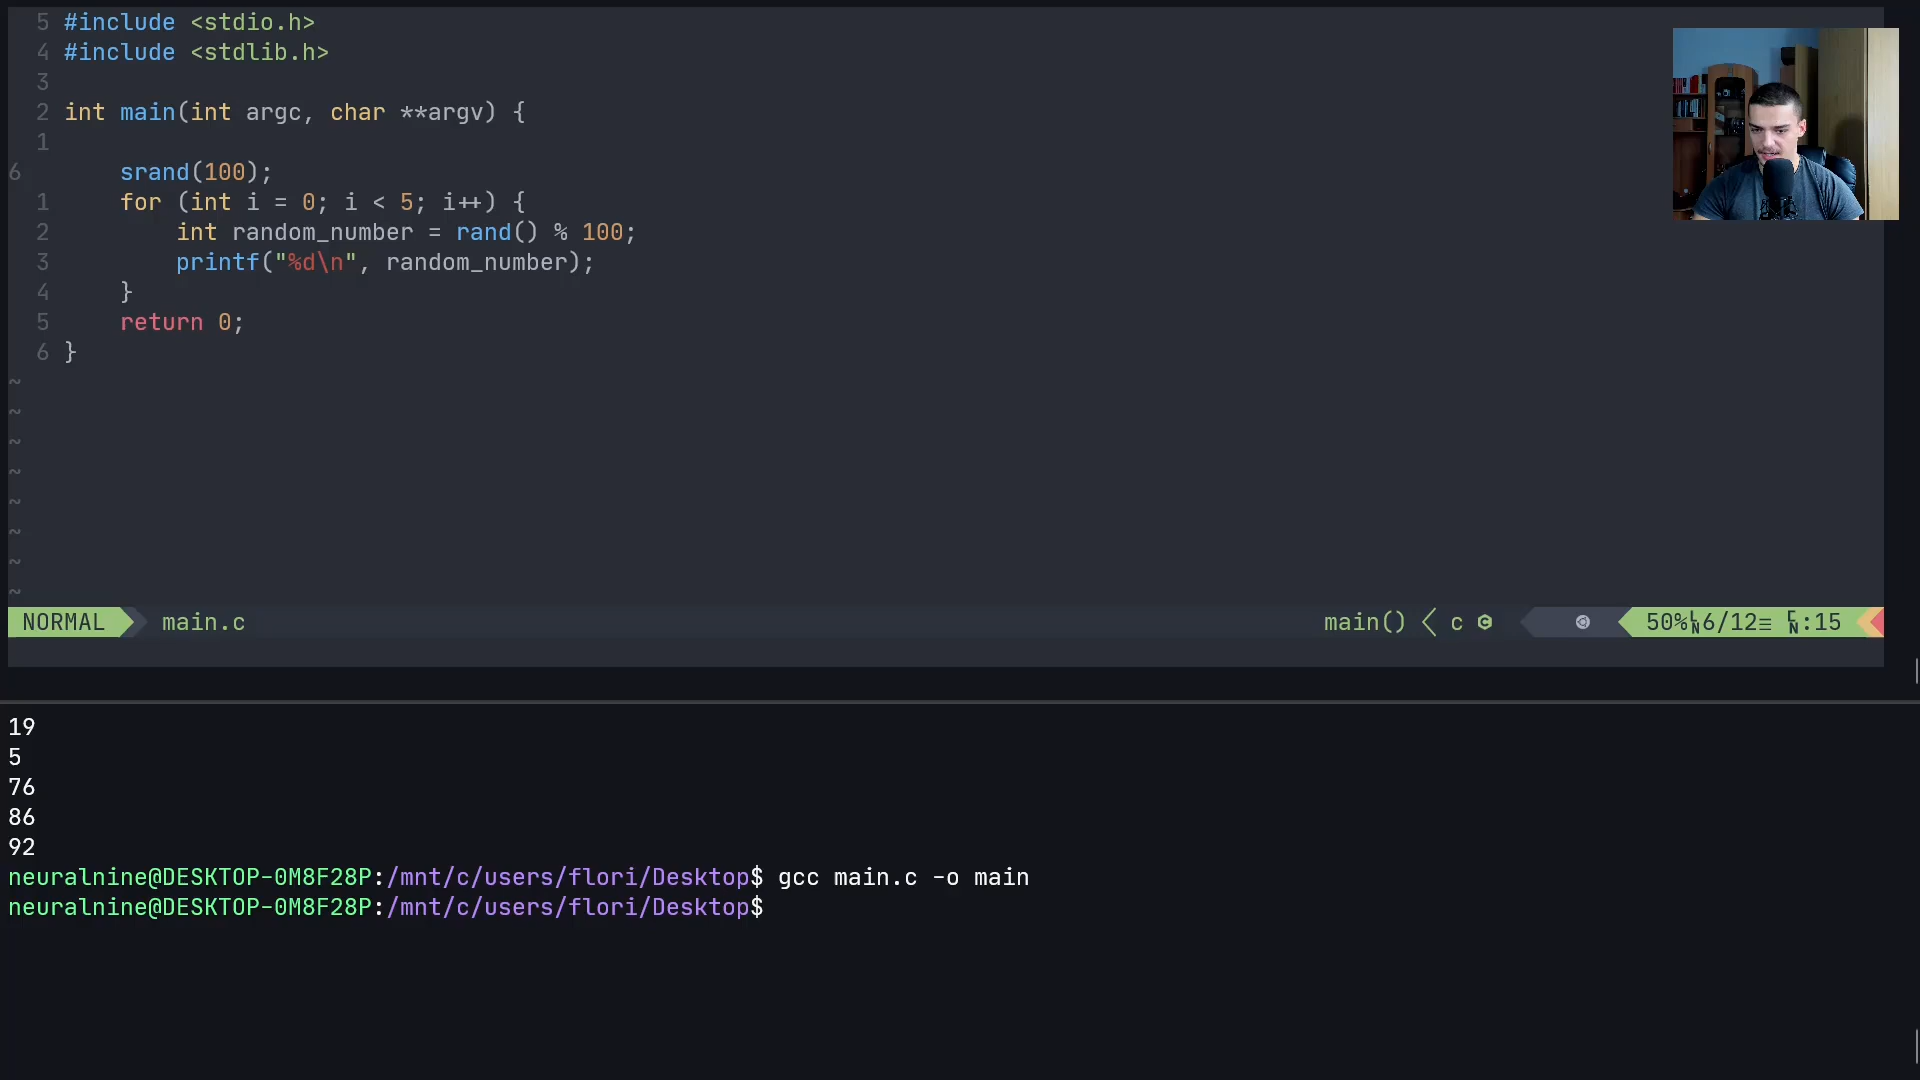 5 #include <stdio.h>
4 #include <stdlib.h>
3
2 int main(int argc, char **argv) {
1
6 srand(100);
1 for (int i = 0; i < 5; i++) {
2 int random_number = rand() % 100;
3 printf("%d\n", random_number);
4 }
5 return 0;
6 }
~
~
~
~
~
~
~
~
NORMAL main.c main() < c 50% LN 6/12≡ CN:15
19
5
76
86
92
neuralnine@DESKTOP-0M8F28P:/mnt/c/users/flori/Desktop$ gcc main.c -o main
neuralnine@DESKTOP-0M8F28P:/mnt/c/users/flori/Desktop$